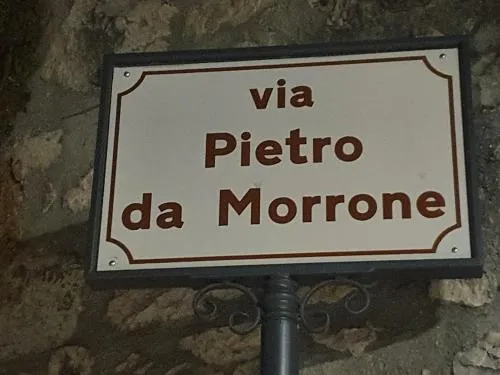 via
Pietro
da Morrone